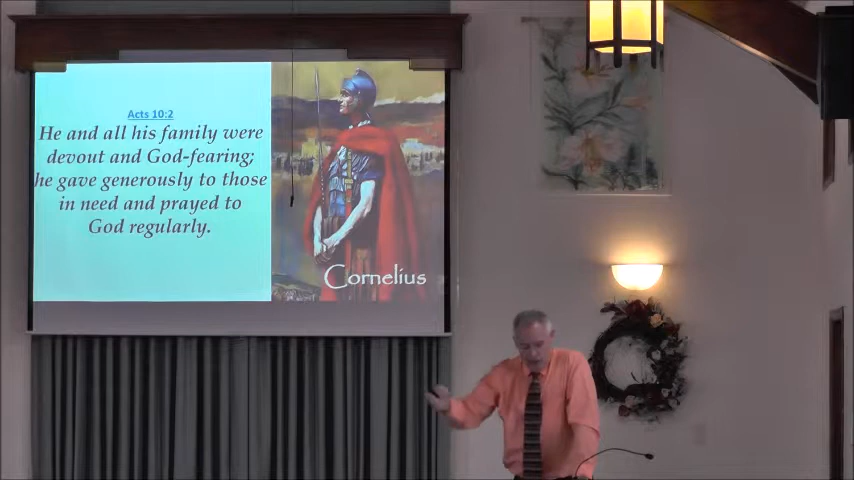 Acts 10:2
He and all his family were
devout and God-fearing;
he gave generously to those
in need and prayed to
God regularly.
Cornelius